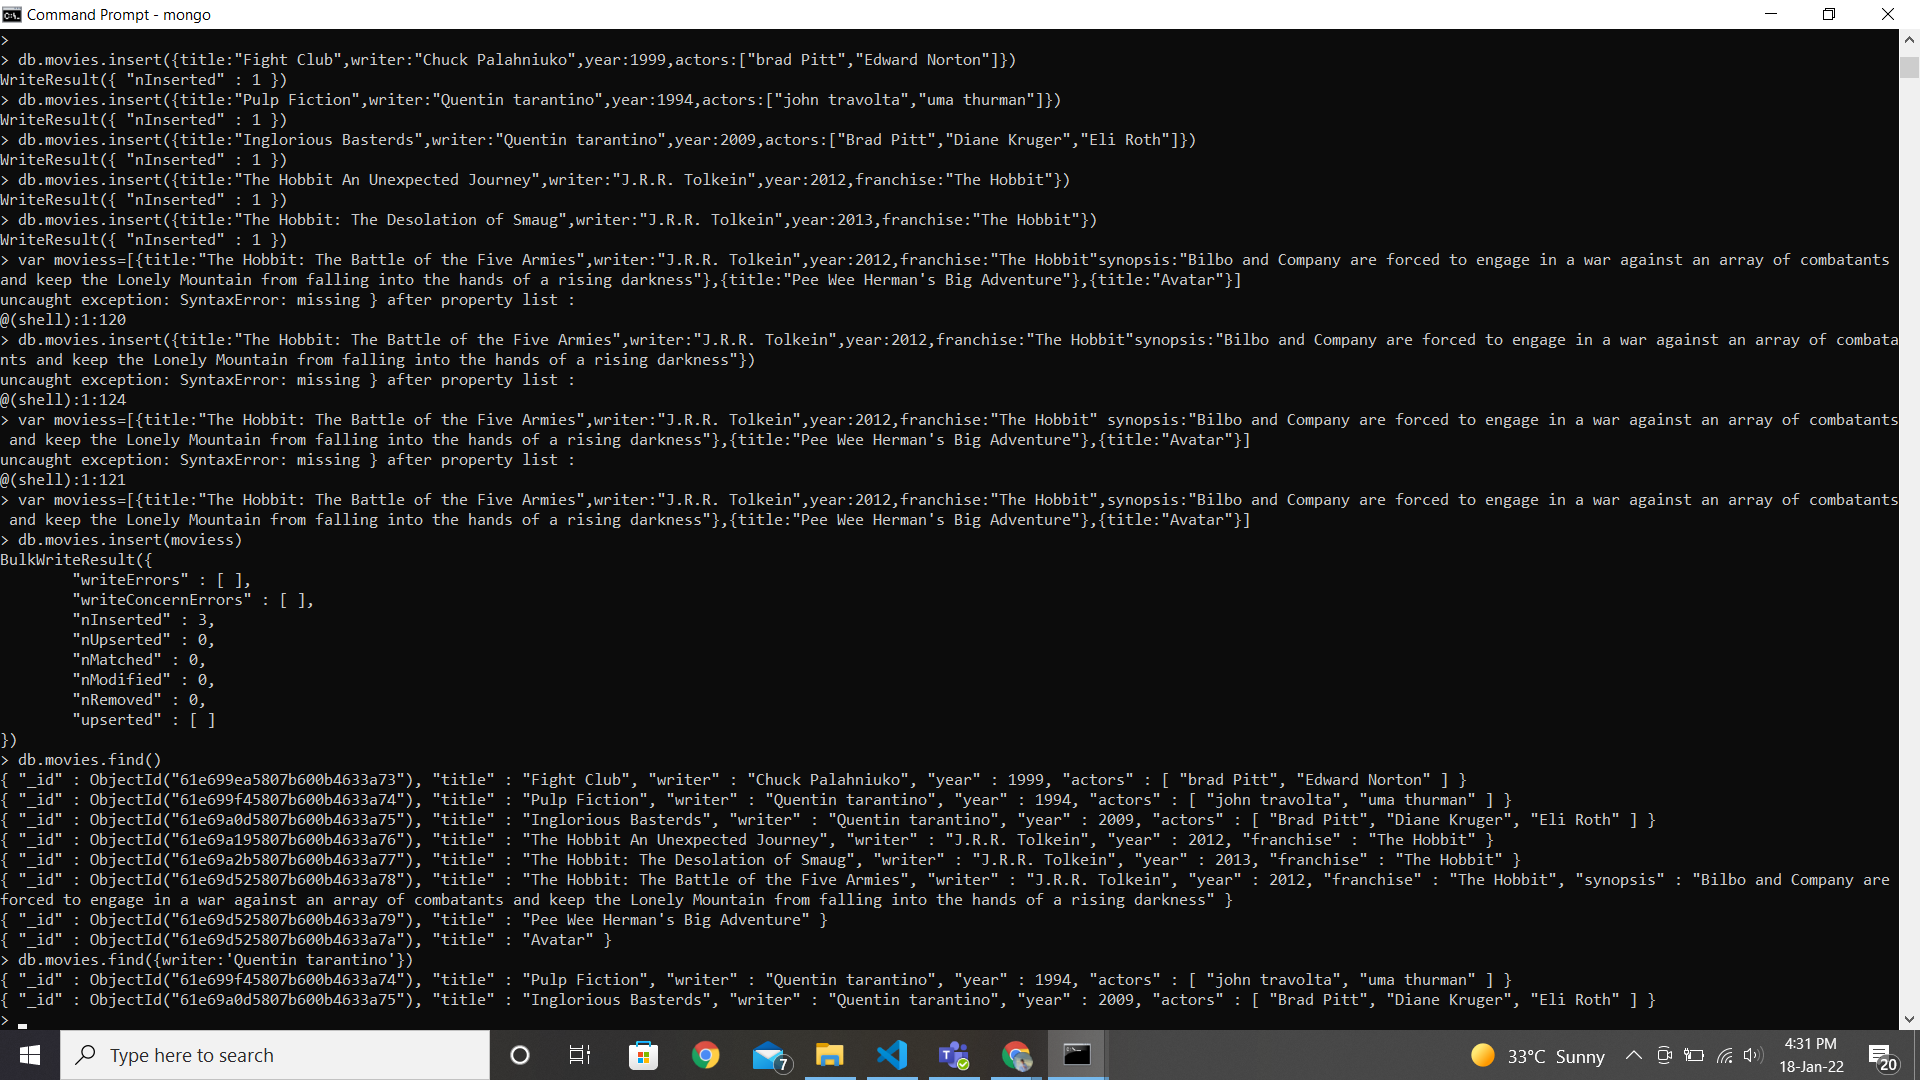 Command Prompt - mongo
>
> db.movies.insert({title:"Fight Club",writer:"Chuck Palahniuko",year:1999,actors:["brad Pitt","Edward Norton"]})
WriteResult({ "nInserted" : 1 })
> db.movies.insert({title:"Pulp Fiction",writer:"Quentin tarantino",year:1994,actors:["john travolta","uma thurman"]})
WriteResult({ "nInserted" : 1 })
> db.movies.insert({title:"Inglorious Basterds",writer:"Quentin tarantino",year:2009,actors:["Brad Pitt","Diane Kruger","Eli Roth"]})
WriteResult({ "nInserted" : 1 })
> db.movies.insert({title:"The Hobbit An Unexpected Journey",writer:"J.R.R. Tolkein",year:2012,franchise:"The Hobbit"})
WriteResult({ "nInserted" : 1 })
> db.movies.insert({title:"The Hobbit: The Desolation of Smaug",writer:"J.R.R. Tolkein",year:2013,franchise:"The Hobbit"})
WriteResult({ "nInserted" : 1 })
> var moviess=[{title:"The Hobbit: The Battle of the Five Armies",writer:"J.R.R. Tolkein",year:2012,franchise:"The Hobbit"synopsis:"Bilbo and Company are forced to engage in a war against an array of combatants
and keep the Lonely Mountain from falling into the hands of a rising darkness"},{title:"Pee Wee Herman's Big Adventure"},{title:"Avatar"}]
uncaught exception: SyntaxError: missing } after property list :
@(shell):1:120
> db.movies.insert({title:"The Hobbit: The Battle of the Five Armies",writer:"J.R.R. Tolkein",year:2012,franchise:"The Hobbit"synopsis:"Bilbo and Company are forced to engage in a war against an array of combata
nts and keep the Lonely Mountain from falling into the hands of a rising darkness"})
uncaught exception: SyntaxError: missing } after property list :
@(shell):1:124
> var moviess=[{title:"The Hobbit: The Battle of the Five Armies",writer:"J.R.R. Tolkein",year:2012,franchise:"The Hobbit" synopsis:"Bilbo and Company are forced to engage in a war against an array of combatants
 and keep the Lonely Mountain from falling into the hands of a rising darkness"},{title:"Pee Wee Herman's Big Adventure"},{title:"Avatar"}]
uncaught exception: SyntaxError: missing } after property list :
@(shell):1:121
> var moviess=[{title:"The Hobbit: The Battle of the Five Armies",writer:"J.R.R. Tolkein",year:2012,franchise:"The Hobbit",synopsis:"Bilbo and Company are forced to engage in a war against an array of combatants
 and keep the Lonely Mountain from falling into the hands of a rising darkness"},{title:"Pee Wee Herman's Big Adventure"},{title:"Avatar"}]
> db.movies.insert(moviess)
BulkWriteResult({
        "writeErrors" : [ ],
        "writeConcernErrors" : [ ],
        "nInserted" : 3,
        "nUpserted" : 0,
        "nMatched" : 0,
        "nModified" : 0,
        "nRemoved" : 0,
        "upserted" : [ ]
})
> db.movies.find()
{ "_id" : ObjectId("61e699ea5807b600b4633a73"), "title" : "Fight Club", "writer" : "Chuck Palahniuko", "year" : 1999, "actors" : [ "brad Pitt", "Edward Norton" ] }
{ "_id" : ObjectId("61e699f45807b600b4633a74"), "title" : "Pulp Fiction", "writer" : "Quentin tarantino", "year" : 1994, "actors" : [ "john travolta", "uma thurman" ] }
{ "_id" : ObjectId("61e69a0d5807b600b4633a75"), "title" : "Inglorious Basterds", "writer" : "Quentin tarantino", "year" : 2009, "actors" : [ "Brad Pitt", "Diane Kruger", "Eli Roth" ] }
{ "_id" : ObjectId("61e69a195807b600b4633a76"), "title" : "The Hobbit An Unexpected Journey", "writer" : "J.R.R. Tolkein", "year" : 2012, "franchise" : "The Hobbit" }
{ "_id" : ObjectId("61e69a2b5807b600b4633a77"), "title" : "The Hobbit: The Desolation of Smaug", "writer" : "J.R.R. Tolkein", "year" : 2013, "franchise" : "The Hobbit" }
{ "_id" : ObjectId("61e69d525807b600b4633a78"), "title" : "The Hobbit: The Battle of the Five Armies", "writer" : "J.R.R. Tolkein", "year" : 2012, "franchise" : "The Hobbit", "synopsis" : "Bilbo and Company are
forced to engage in a war against an array of combatants and keep the Lonely Mountain from falling into the hands of a rising darkness" }
{ "_id" : ObjectId("61e69d525807b600b4633a79"), "title" : "Pee Wee Herman's Big Adventure" }
{ "_id" : ObjectId("61e69d525807b600b4633a7a"), "title" : "Avatar" }
> db.movies.find({writer:'Quentin tarantino'})
{ "_id" : ObjectId("61e699f45807b600b4633a74"), "title" : "Pulp Fiction", "writer" : "Quentin tarantino", "year" : 1994, "actors" : [ "john travolta", "uma thurman" ] }
{ "_id" : ObjectId("61e69a0d5807b600b4633a75"), "title" : "Inglorious Basterds", "writer" : "Quentin tarantino", "year" : 2009, "actors" : [ "Brad Pitt", "Diane Kruger", "Eli Roth" ] }
>
Type here to search
7
33°C Sunny
4:31 PM
18-Jan-22
20